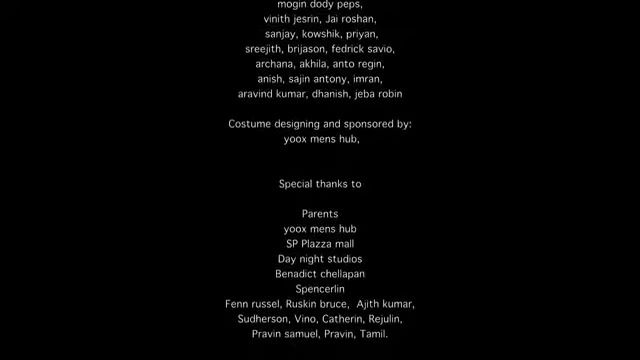 mogin dody peps,
vinith jesrin, Jai roshan,
sanjay, kowshik, priyan,
sreejith, brijason, fedrick savio,
archana, akhila, anto regin,
anish, sajin antony, imran,
aravind kumar, dhanish, jeba robin
Costume designing and sponsored by:
yoox mens hub,
Special thanks to
Parents
yoox mens hub
SP Plazza mall
Day night studios
Benadict chellapan
Spencerlin
Fenn russel, Ruskin bruce, Ajith kumar,
Sudherson, Vino, Catherin, Rejulin,
Pravin samuel, Pravin, Tamil.